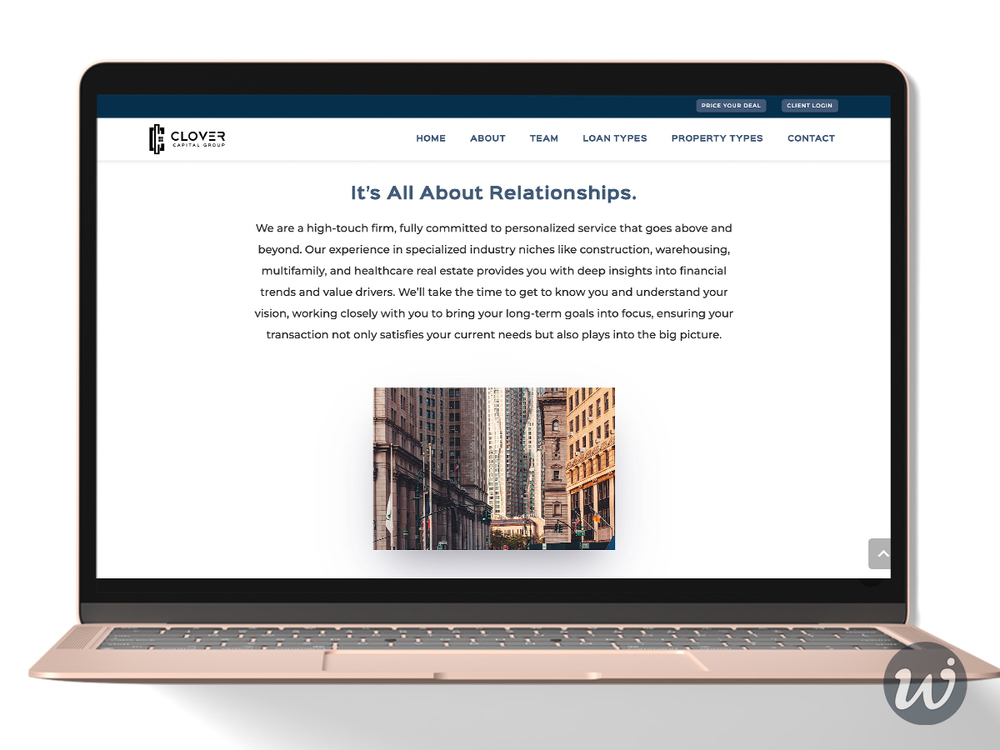 PRICE YOUR DEAL
CLIENT LOGIN
CLOVER
CAPITAL GROUP
HOME
ABOUT
TEAM
LOAN TYPES
PROPERTY TYPES
CONTACT
It's All About Relationships.
We are a high-touch firm, fully committed to personalized service that goes above and
beyond. Our experience in specialized industry niches like construction, warehousing,
multifamily, and healthcare real estate provides you with deep insights into financial
trends and value drivers. We'll take the time to get to know you and understand your
vision, working closely with you to bring your long-term goals into focus, ensuring your
transaction not only satisfies your current needs but also plays into the big picture.
w